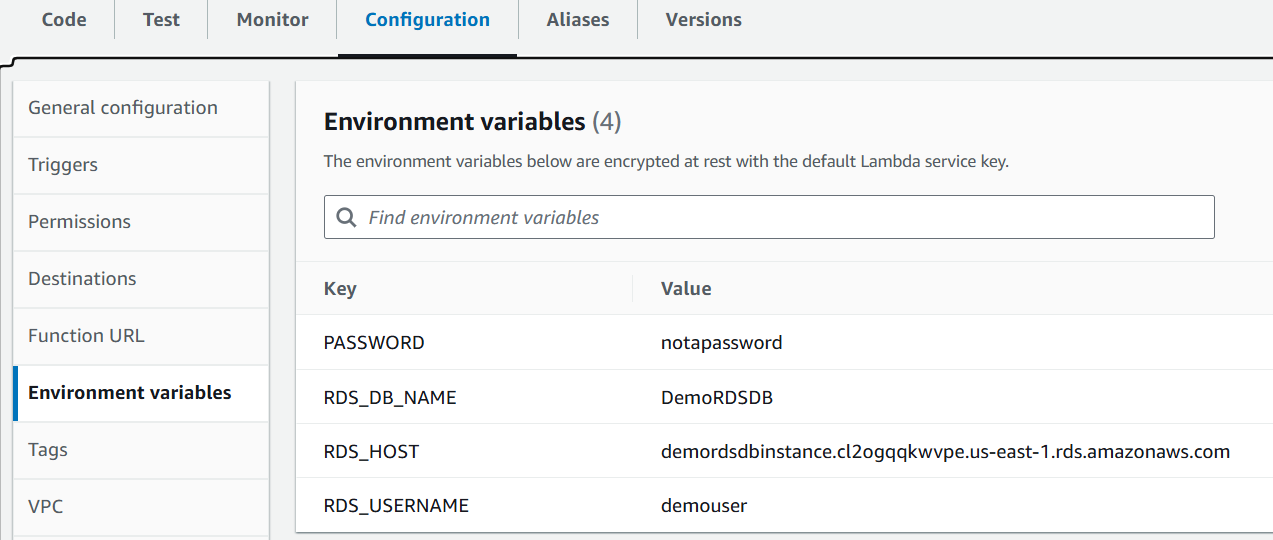 Code Test Monitor Configuration Aliases Versions
General configuration
Triggers
Permissions
Destinations
Function URL
Environment variables
Tags
VPC
Environment variables (4)
The environment variables below are encrypted at rest with the default Lambda service key.
Find environment variables
Key Value
PASSWORD notapassword
RDS_DB_NAME DemoRDSDB
RDS_HOST demordsdbinstance.cl2ogqqkwvpe.us-east-1.rds.amazonaws.com
RDS_USERNAME demouser